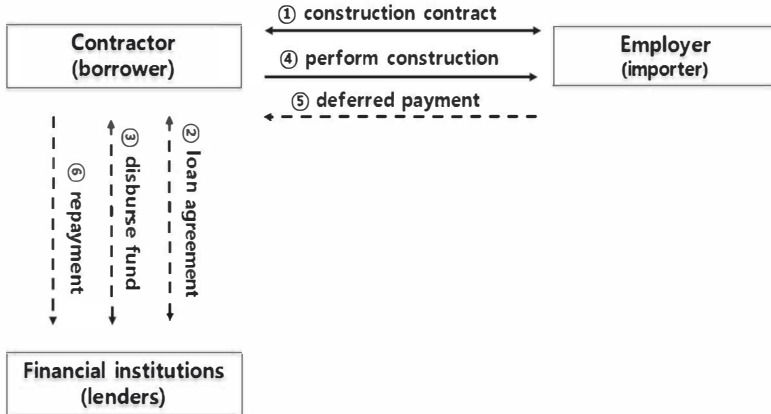 ① construction contract
Contractor
(borrower)
④ perform construction
Employer
(importer)
⑤ deferred payment
⑥ repayment
③ disburse fund
② loan agreement
Financial institutions
(lenders)